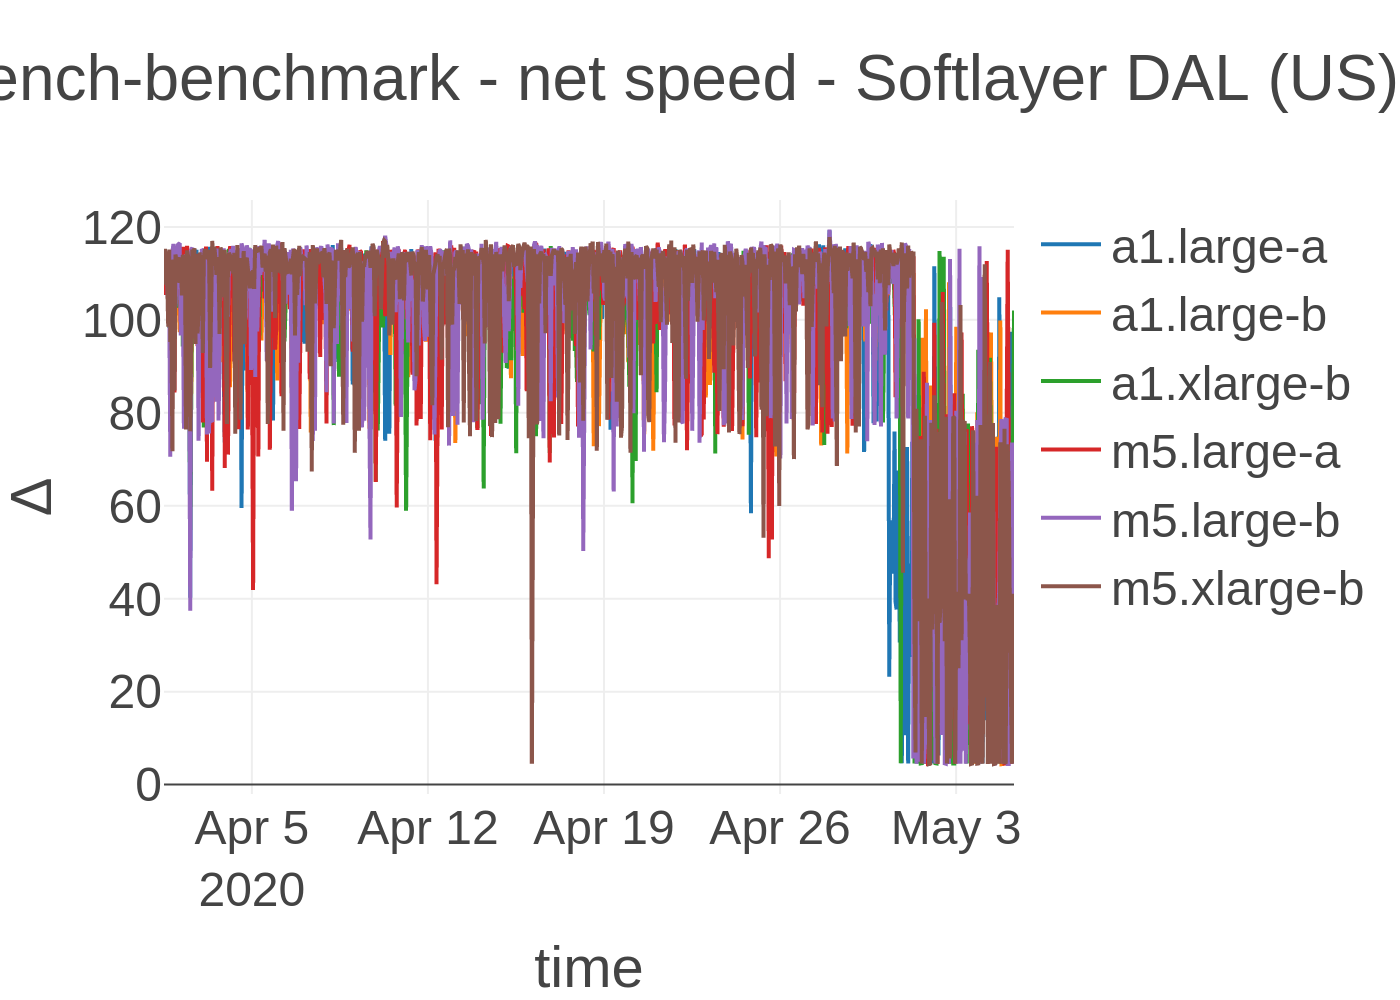 ench-benchmark - net speed - Softlayer DAL (US)
120
100
80
60
40
20
0
Δ
Apr 5
2020
Apr 12
Apr 19
Apr 26
May 3
time
a1.large-a
a1.large-b
a1.xlarge-b
m5.large-a
m5.large-b
m5.xlarge-b